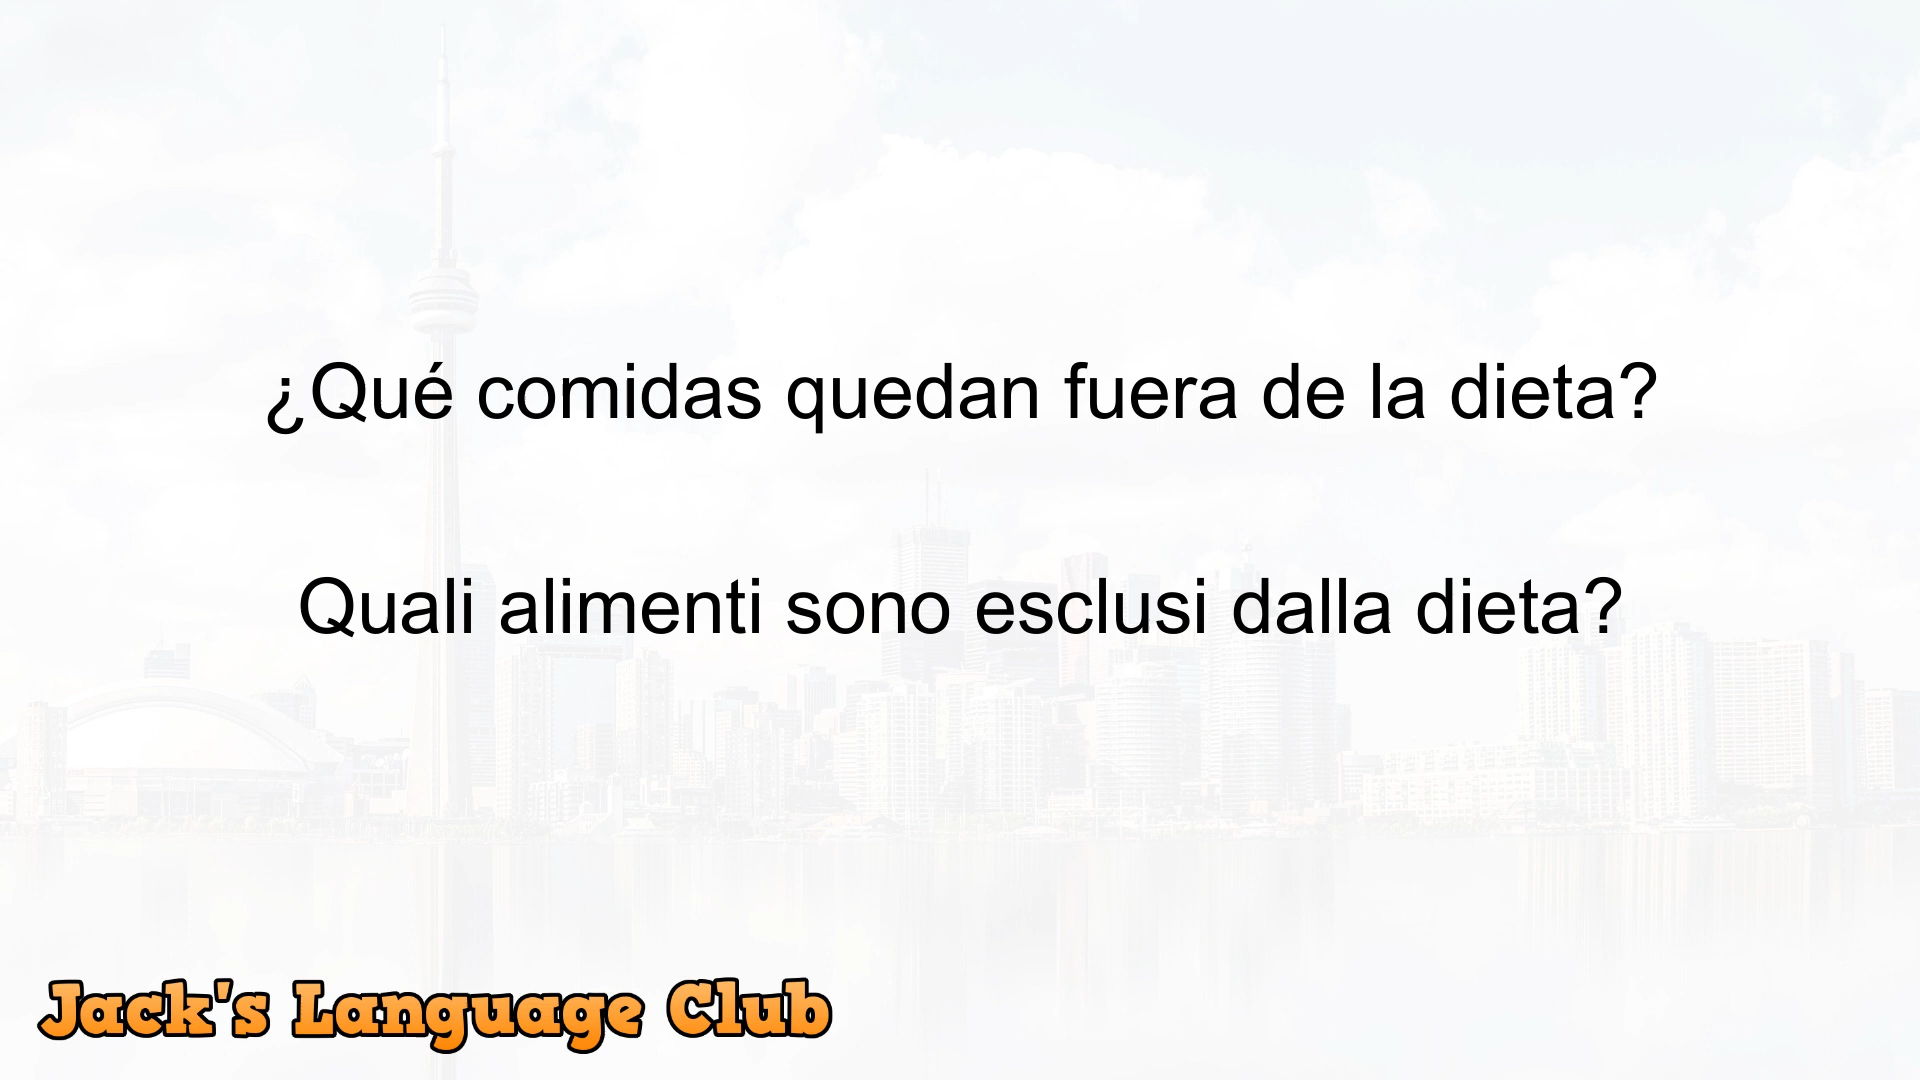 ¿Qué comidas quedan fuera de la dieta?
Quali alimenti sono esclusi dalla dieta?
Jack's Language Club